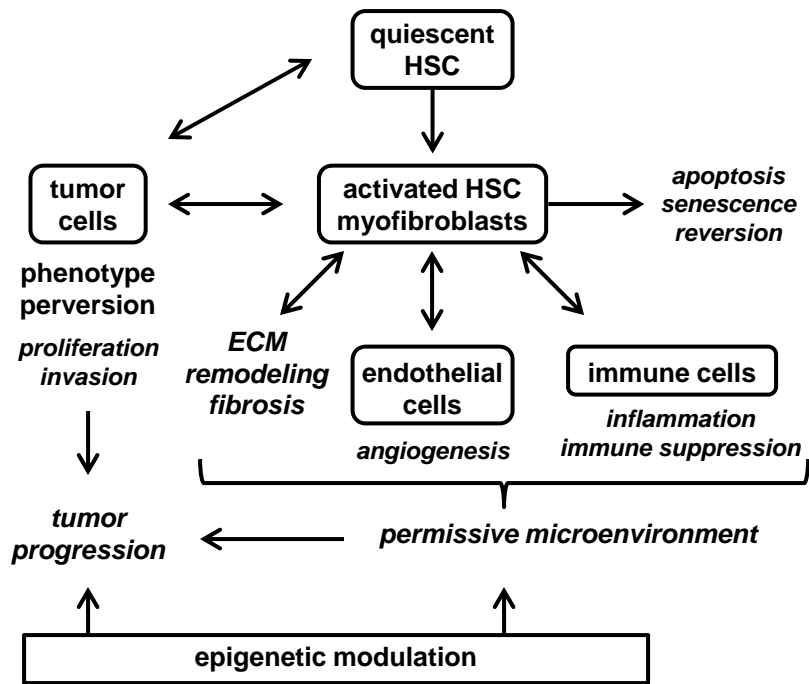 quiescent
HSC
tumor
cells
activated HSC
myofibroblasts
apoptosis
senescence
reversion
phenotype
perversion
proliferation
invasion
ECM
remodeling
fibrosis
endothelial
cells
angiogenesis
immune cells
inflammation
immune suppression
tumor
progression
permissive microenvironment
epigenetic modulation